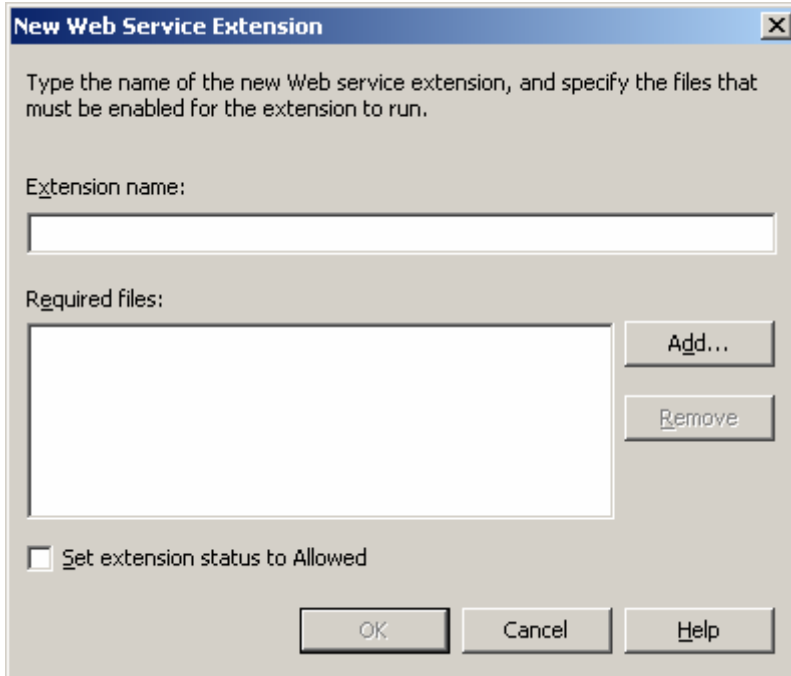 New Web Service Extension
Type the name of the new Web service extension, and specify the files that
must be enabled for the extension to run.
Extension name:
Required files:
Add...
Remove
Set extension status to Allowed
OK Cancel Help